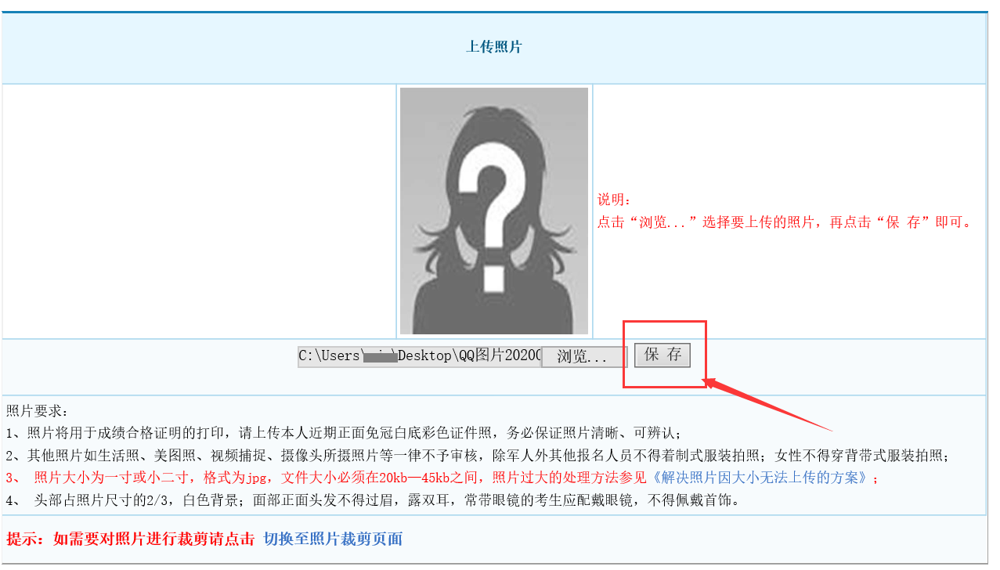 上传照片
说明:
点击“浏览...”选择要上传的照片，再点击“保 存”即可。
C:\Users\ \Desktop\QQ图片2020 浏览... 保 存
照片要求:
1、照片将用于成绩合格证明的打印，请上传本人近期正面免冠白底彩色证件照，务必保证照片清晰、可辨认；
2、其他照片如生活照、美图照、视频捕捉、摄像头所摄照片等一律不予审核，除军人外其他报名人员不得着制式服装拍照；女性不得穿背带式服装拍照；
3、 照片大小为一寸或小二寸，格式为jpg，文件大小必须在20kb—45kb之间，照片过大的处理方法参见《解决照片因大小无法上传的方案》；
4、 头部占照片尺寸的2/3，白色背景；面部正面头发不得过眉，露双耳，常带眼镜的考生应配戴眼镜，不得佩戴首饰。
提示：如需要对照片进行裁剪请点击 切换至照片裁剪页面